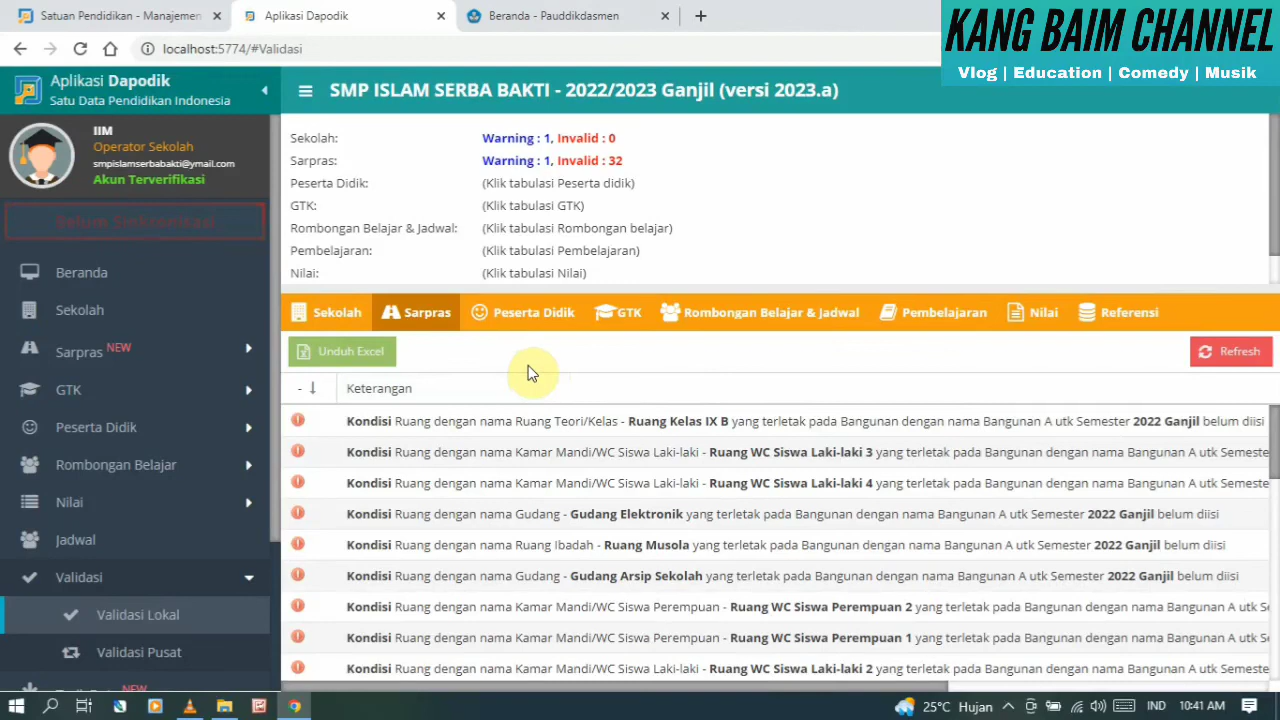 Satuan Pendidikan - Manajemen
Aplikasi Dapodik
Beranda - Pauddikdasmen
localhost:5774/#Validasi
KANG BAIM CHANNEL
Vlog | Education | Comedy | Musik
Aplikasi Dapodik
Satu Data Pendidikan Indonesia
SMP ISLAM SERBA BAKTI - 2022/2023 Ganjil (versi 2023.a)
IIM
Operator Sekolah
smpislamserbabakti@ymail.com
Akun Terverifikasi
Belum Sinkronisasi
Beranda
Sekolah
Sarpras NEW
GTK
Peserta Didik
Rombongan Belajar
Nilai
Jadwal
Validasi
Validasi Lokal
Validasi Pusat
NEW
Sekolah: Warning : 1, Invalid : 0
Sarpras: Warning : 1, Invalid : 32
Peserta Didik: (Klik tabulasi Peserta didik)
GTK: (Klik tabulasi GTK)
Rombongan Belajar & Jadwal: (Klik tabulasi Rombongan belajar)
Pembelajaran: (Klik tabulasi Pembelajaran)
Nilai: (Klik tabulasi Nilai)
Sekolah Sarpras Peserta Didik GTK Rombongan Belajar & Jadwal Pembelajaran Nilai Referensi
Unduh Excel Refresh
- ↓ Keterangan
Kondisi Ruang dengan nama Ruang Teori/Kelas - Ruang Kelas IX B yang terletak pada Bangunan dengan nama Bangunan A utk Semester 2022 Ganjil belum diisi
Kondisi Ruang dengan nama Kamar Mandi/WC Siswa Laki-laki - Ruang WC Siswa Laki-laki 3 yang terletak pada Bangunan dengan nama Bangunan A utk Semester
Kondisi Ruang dengan nama Kamar Mandi/WC Siswa Laki-laki - Ruang WC Siswa Laki-laki 4 yang terletak pada Bangunan dengan nama Bangunan A utk Semester
Kondisi Ruang dengan nama Gudang - Gudang Elektronik yang terletak pada Bangunan dengan nama Bangunan A utk Semester 2022 Ganjil belum diisi
Kondisi Ruang dengan nama Ruang Ibadah - Ruang Musola yang terletak pada Bangunan dengan nama Bangunan A utk Semester 2022 Ganjil belum diisi
Kondisi Ruang dengan nama Gudang - Gudang Arsip Sekolah yang terletak pada Bangunan dengan nama Bangunan A utk Semester 2022 Ganjil belum diisi
Kondisi Ruang dengan nama Kamar Mandi/WC Siswa Perempuan - Ruang WC Siswa Perempuan 2 yang terletak pada Bangunan dengan nama Bangunan A utk S
Kondisi Ruang dengan nama Kamar Mandi/WC Siswa Perempuan - Ruang WC Siswa Perempuan 1 yang terletak pada Bangunan dengan nama Bangunan A utk S
Kondisi Ruang dengan nama Kamar Mandi/WC Siswa Laki-laki - Ruang WC Siswa Laki-laki 2 yang terletak pada Bangunan dengan nama Bangunan A utk Semester
25°C Hujan IND 10:41 AM